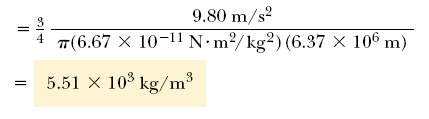 = 3/4 9.80 m/s² / π(6.67 × 10⁻¹¹ N·m²/kg²)(6.37 × 10⁶ m)
= 5.51 × 10³ kg/m³